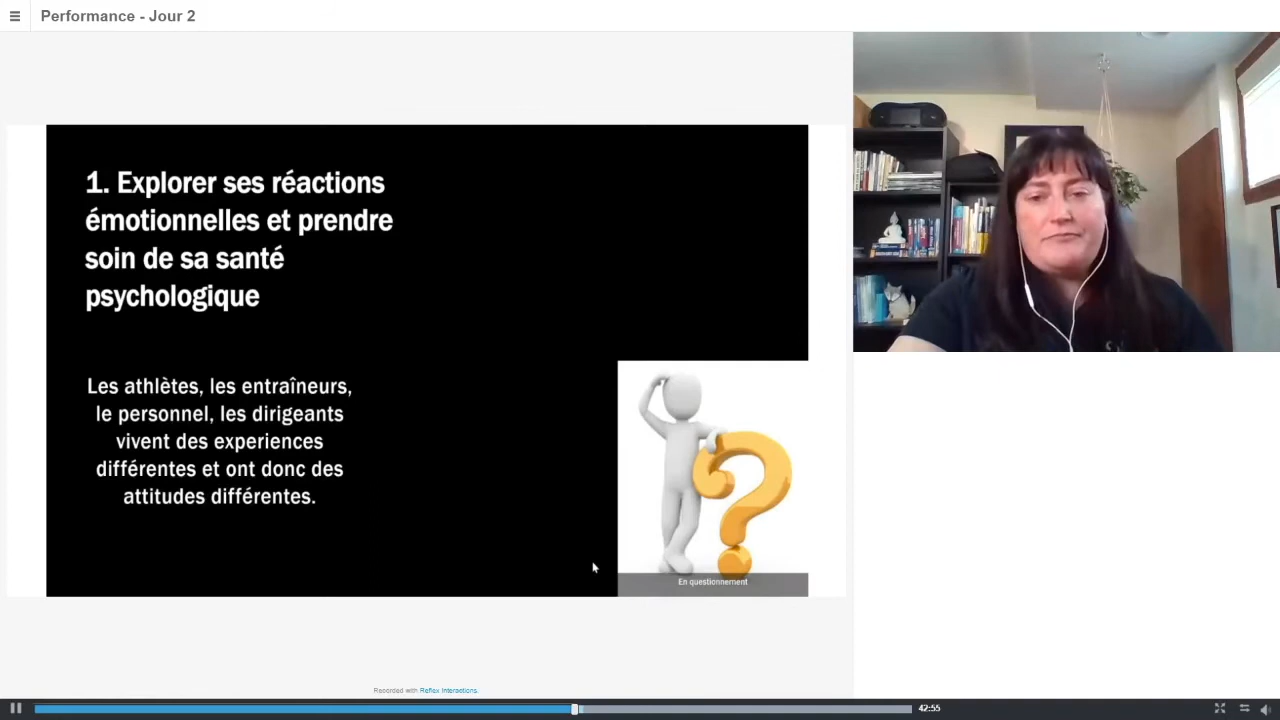 Performance - Jour 2
1. Explorer ses réactions
émotionnelles et prendre
soin de sa santé
psychologique
Les athlètes, les entraîneurs,
le personnel, les dirigeants
vivent des experiences
différentes et ont donc des
attitudes différentes.
En questionnement
Recorded with Reflex Interactions.
42:55